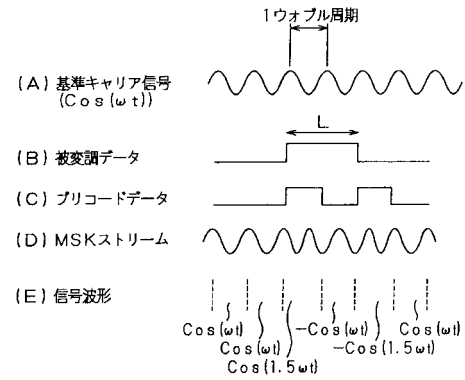 1ウォブル周期
(A) 基準キャリア信号
(Cos(ωt))
L
(B) 被変調データ
(C) プリコードデータ
(D) MSKストリーム
(E) 信号波形
Cos(ωt) −Cos(ωt) Cos(ωt)
Cos(ωt) −Cos(1.5ωt)
Cos(1.5ωt)